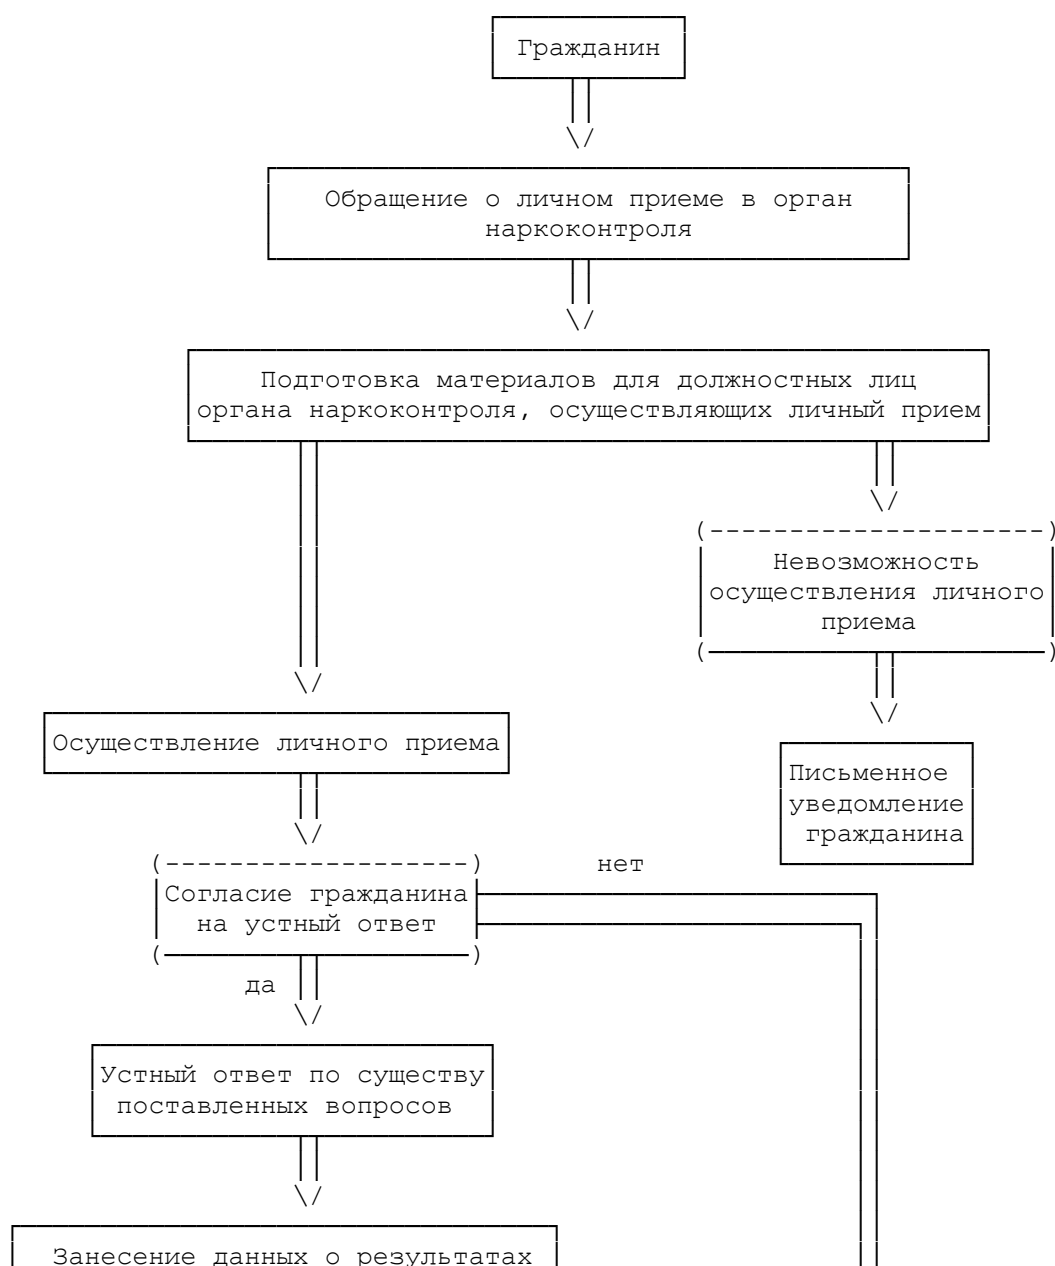 Гражданин
Обращение о личном приеме в орган
наркоконтроля
Подготовка материалов для должностных лиц
органа наркоконтроля, осуществляющих личный прием
Невозможность
осуществления личного
приема
Осуществление личного приема
Письменное
уведомление
гражданина
нет
Согласие гражданина
на устный ответ
да
Устный ответ по существу
поставленных вопросов
Занесение данных о результатах